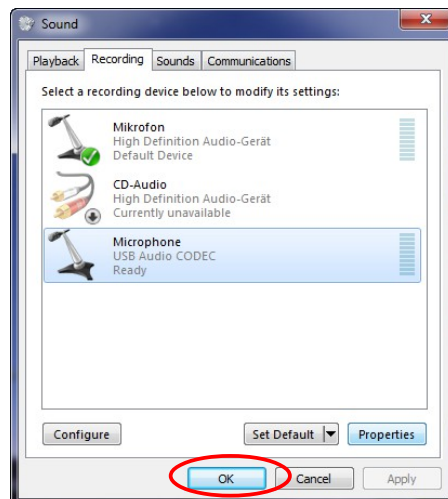 Sound
Playback Recording Sounds Communications
Select a recording device below to modify its settings:
Mikrofon
High Definition Audio-Gerät
Default Device
CD-Audio
High Definition Audio-Gerät
Currently unavailable
Microphone
USB Audio CODEC
Ready
Configure Set Default Properties
OK Cancel Apply